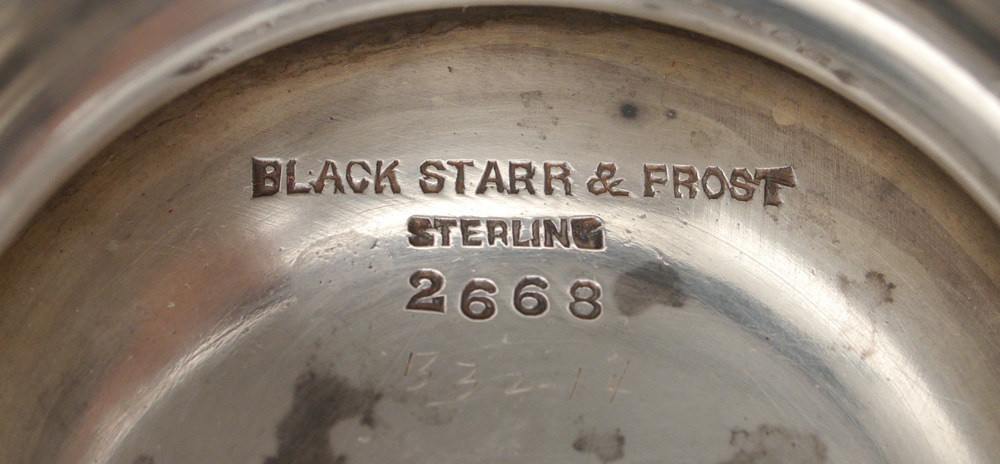 BLACK STARR & FROST
STERLING
2668